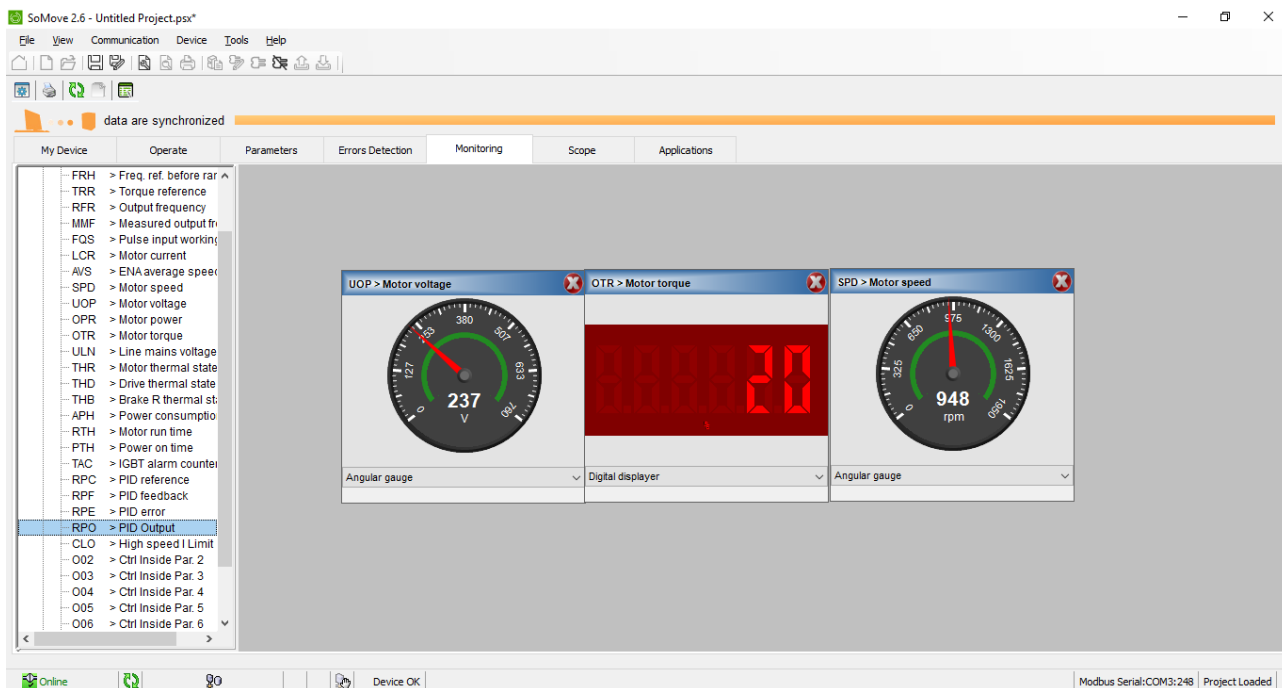 SoMove 2.6 - Untitled Project.psx*
File View Communication Device Tools Help
data are synchronized
My Device Operate Parameters Errors Detection Monitoring Scope Applications
FRH > Freq. ref. before rar
TRR > Torque reference
RFR > Output frequency
MMF > Measured output fr
FQS > Pulse input working
LCR > Motor current
AVS > ENA average speed
SPD > Motor speed
UOP > Motor voltage
OPR > Motor power
OTR > Motor torque
ULN > Line mains voltage
THR > Motor thermal state
THD > Drive thermal state
THB > Brake R thermal sta
APH > Power consumptio
RTH > Motor run time
PTH > Power on time
TAC > IGBT alarm counter
RPC > PID reference
RPF > PID feedback
RPE > PID error
RPO > PID Output
CLO > High speed I Limit
O02 > Ctrl Inside Par. 2
O03 > Ctrl Inside Par. 3
O04 > Ctrl Inside Par. 4
O05 > Ctrl Inside Par. 5
O06 > Ctrl Inside Par. 6
UOP > Motor voltage
0 127 253 380 507 633 760
237
V
Angular gauge
OTR > Motor torque
20
Digital displayer
SPD > Motor speed
0 325 650 975 1300 1625 1950
948
rpm
Angular gauge
Online Device OK Modbus Serial:COM3:248 Project Loaded